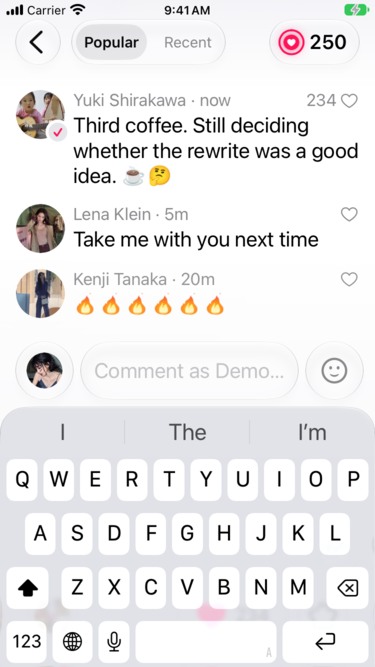 Carrier 9:41 AM
Popular Recent 250
Yuki Shirakawa · now 234
Third coffee. Still deciding
whether the rewrite was a good
idea. ☕🤔
Lena Klein · 5m
Take me with you next time
Kenji Tanaka · 20m
🔥🔥🔥🔥🔥🔥
Comment as Demo...
I The I’m
Q W E R T Y U I O P
A S D F G H J K L
Z X C V B N M
123 A